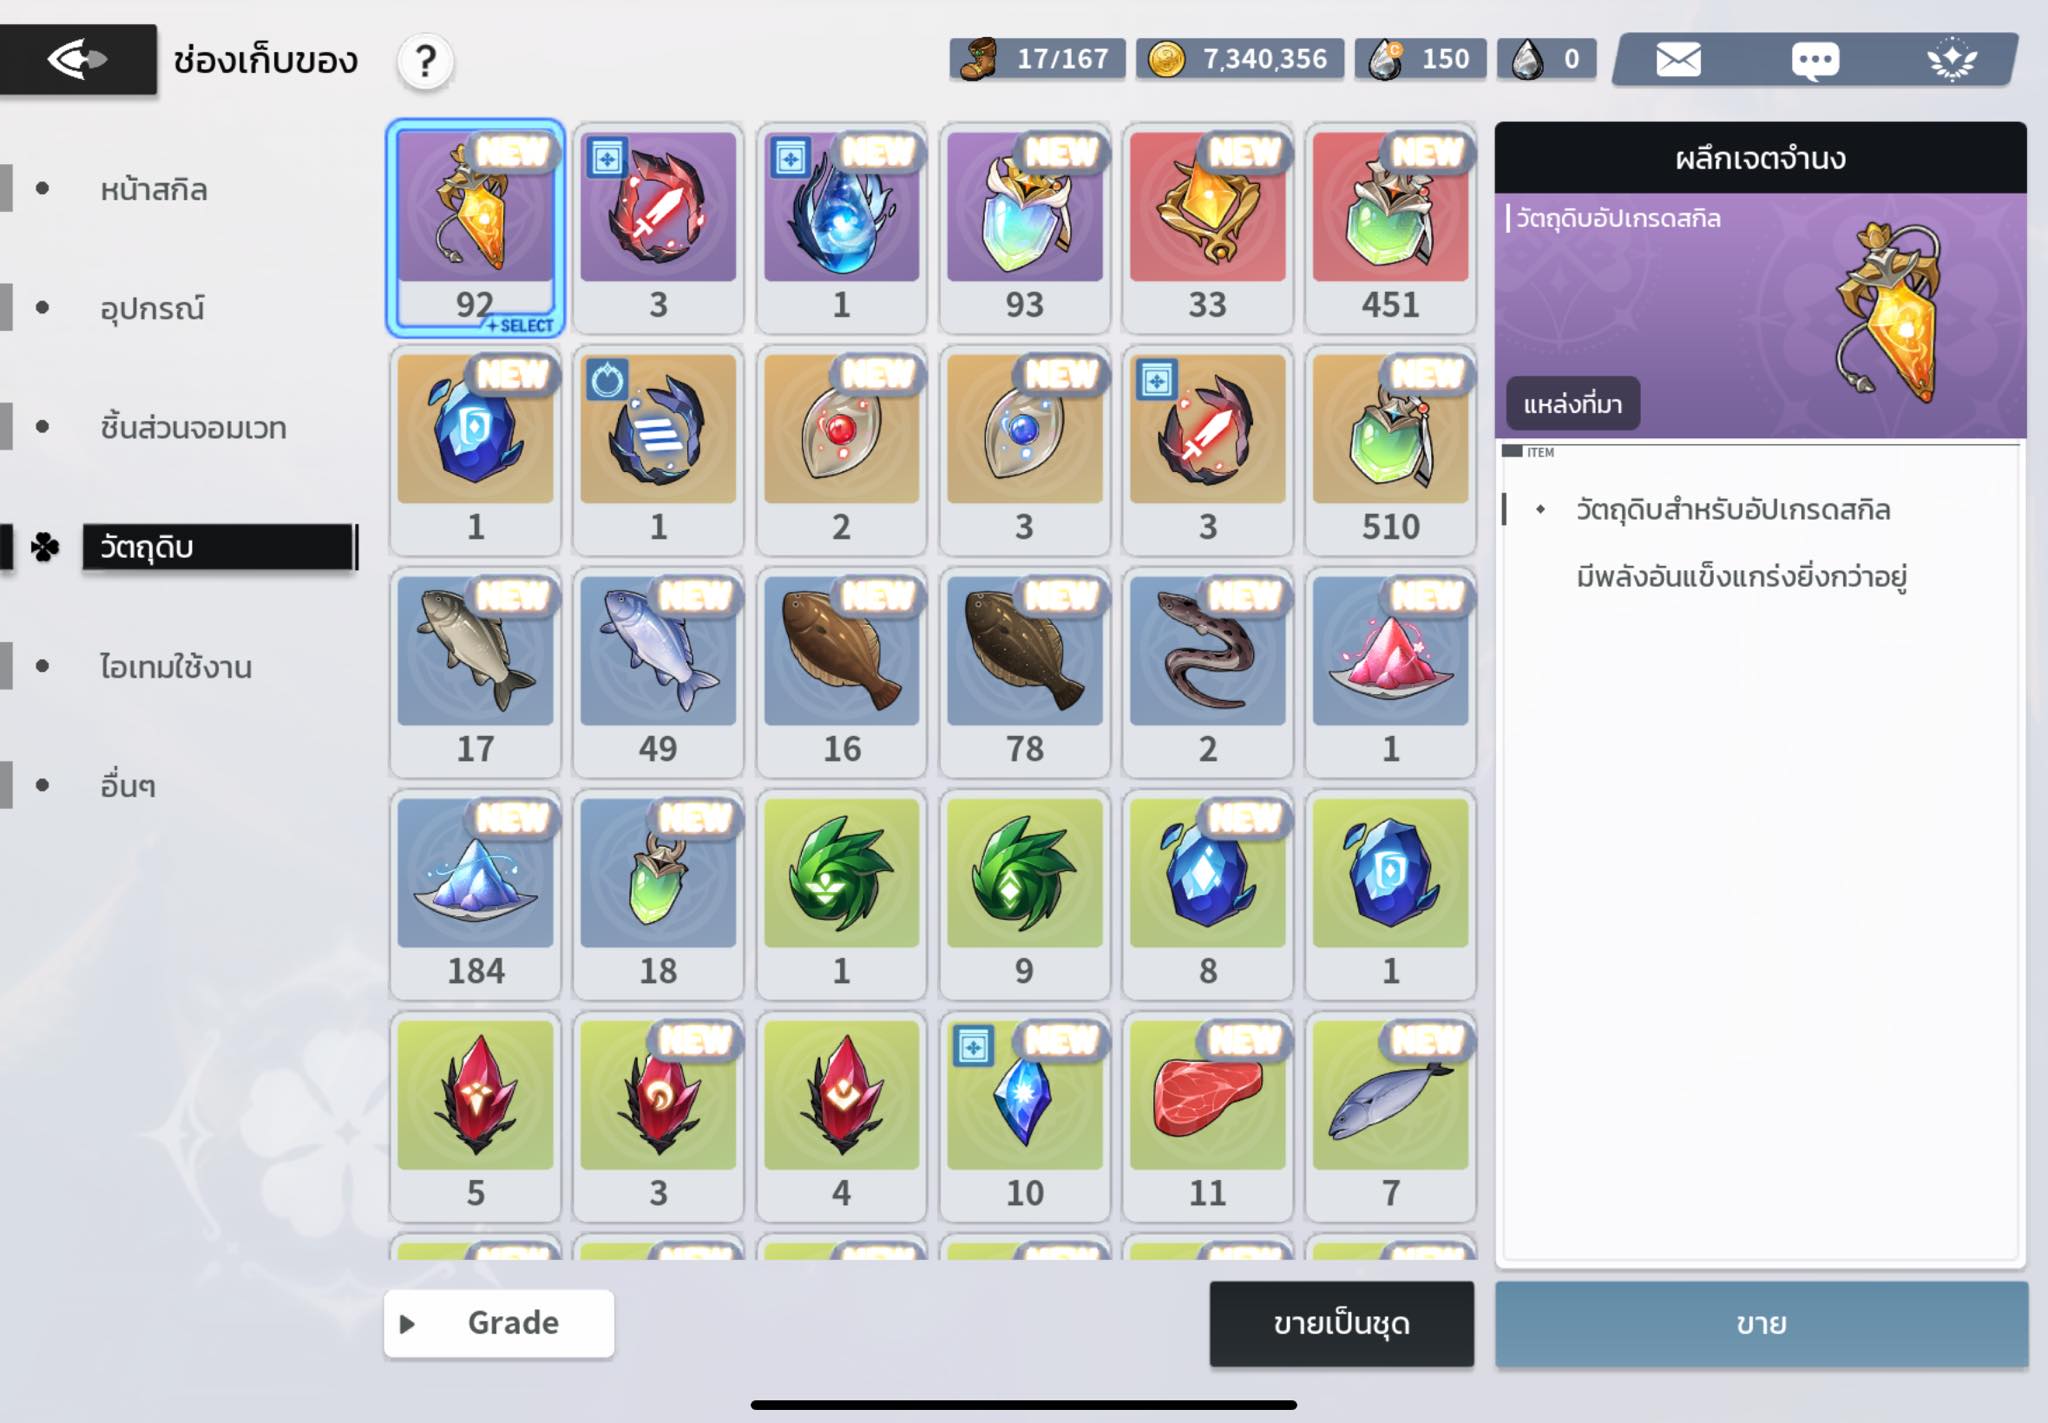 ช่องเก็บของ
?
17/167
7,340,356
150
0
หน้าสกิล
อุปกรณ์
ชิ้นส่วนจอมเวท
วัตถุดิบ
ไอเทมใช้งาน
อื่นๆ
NEW NEW NEW NEW NEW
92 3 1 93 33 451
SELECT
NEW NEW NEW NEW
1 1 2 3 3 510
NEW NEW NEW NEW NEW NEW
17 49 16 78 2 1
NEW NEW NEW
184 18 1 9 8 1
NEW NEW NEW NEW
5 3 4 10 11 7
NEW NEW NEW NEW NEW NEW
ผลึกเจตจำนง
วัตถุดิบอัปเกรดสกิล
แหล่งที่มา
ITEM
วัตถุดิบสำหรับอัปเกรดสกิล
มีพลังอันแข็งแกร่งยิ่งกว่าอยู่
Grade
ขายเป็นชุด
ขาย